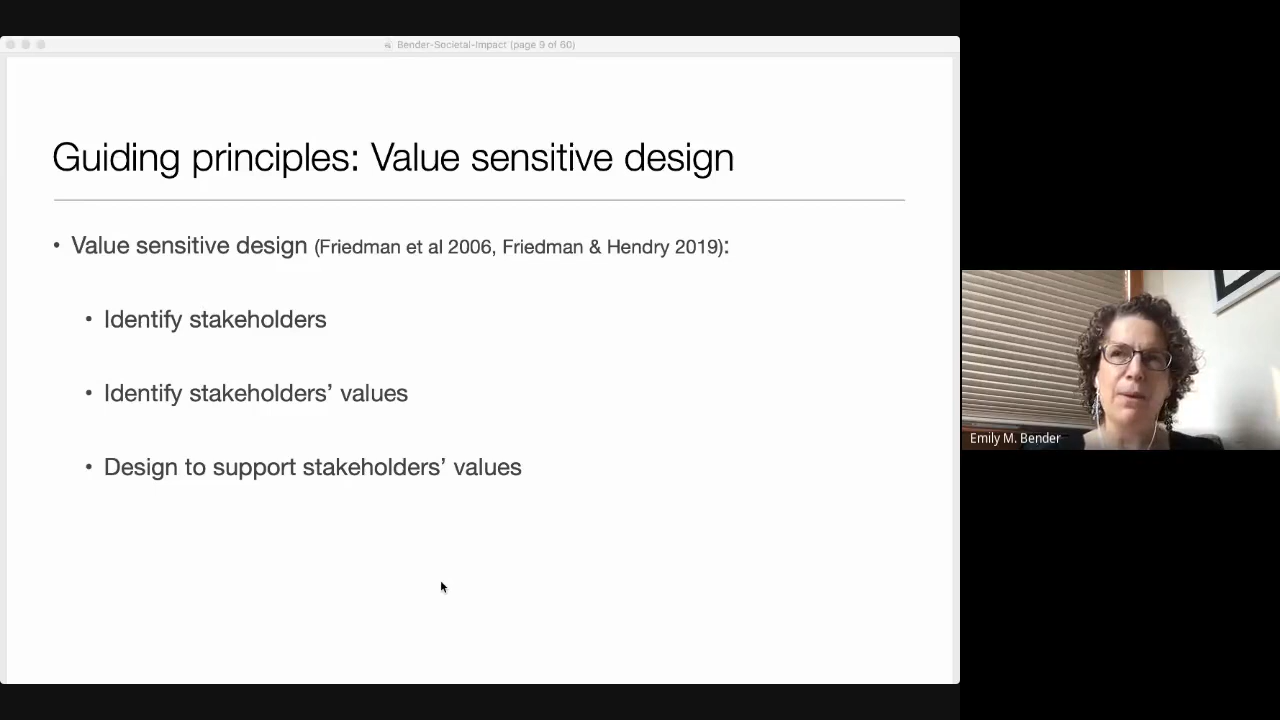 Bender-Societal-Impact (page 9 of 60)
Guiding principles: Value sensitive design
• Value sensitive design (Friedman et al 2006, Friedman & Hendry 2019):
• Identify stakeholders
• Identify stakeholders’ values
• Design to support stakeholders’ values
Emily M. Bender